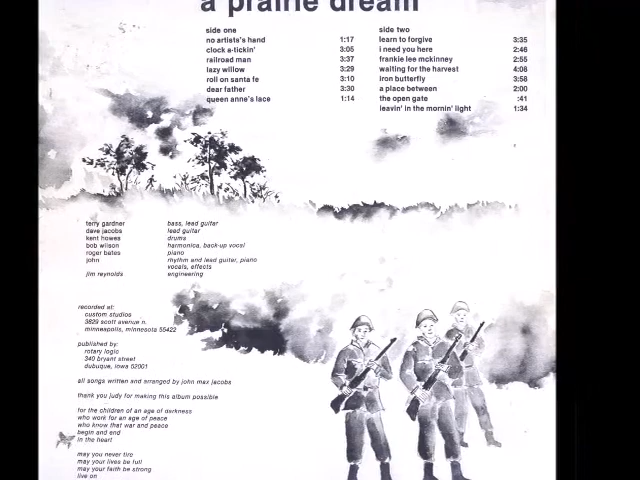 a prairie dream
side one
no artists's hand 1:17
clock a-tickin' 3:05
railroad man 3:37
lazy willow 3:29
roll on santa fe 3:10
dear father 3:30
queen anne's lace 1:14
side two
learn to forgive 3:35
i need you here 2:46
frankie lee mckinney 2:55
waiting for the harvest 4:08
iron butterfly 3:58
a place between 2:00
the open gate :41
leavin' in the mornin' light 1:34
terry gardner bass, lead guitar
dave jacobs lead guitar
kent howes drums
bob wilson harmonica, back-up vocal
roger bates piano
john rhythm and lead guitar, piano
vocals, effects
jim reynolds engineering
recorded at:
custom studios
3829 scott avenue n.
minneapolis, minnesota 55422
published by:
rotary logic
340 bryant street
dubuque, iowa 52001
all songs written and arranged by john max jacobs
thank you judy for making this album possible
for the children of an age of darkness
who work for an age of peace
who know that war and peace
begin and end
in the heart
may you never tire
may your lives be full
may your faith be strong
live on